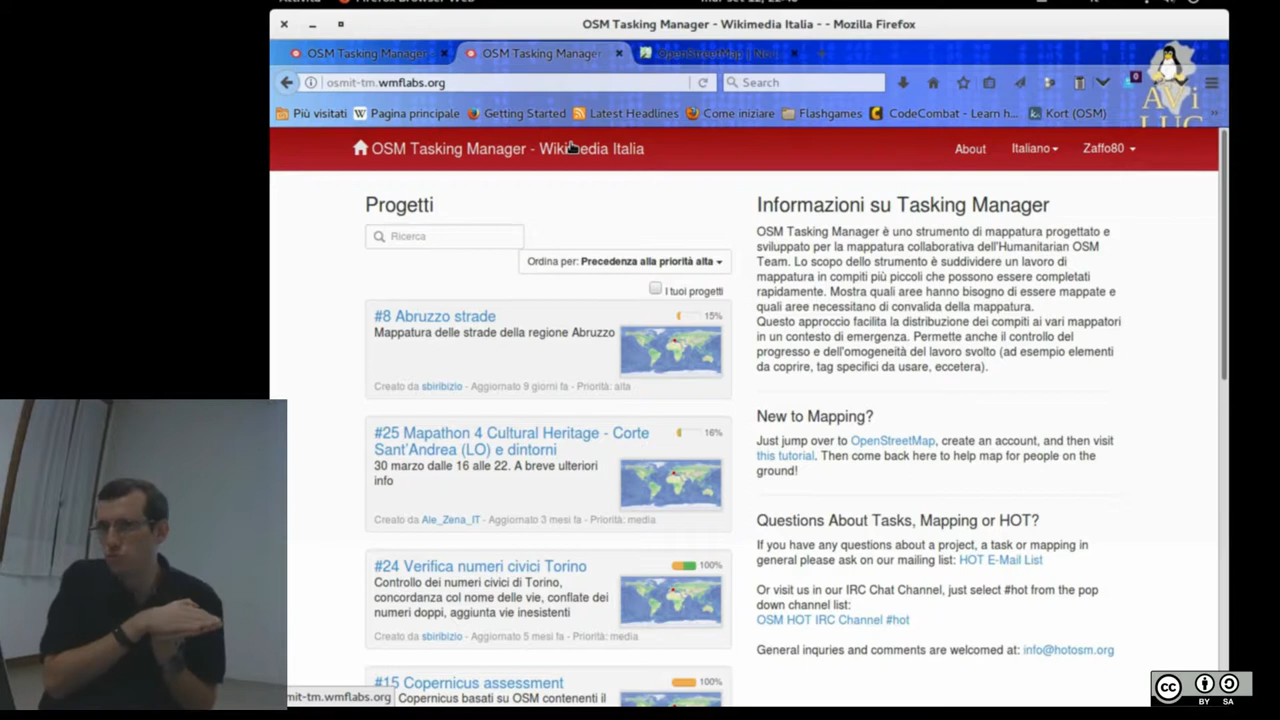 OSM Tasking Manager - Wikimedia Italia - - Mozilla Firefox
OSM Tasking Manager
OSM Tasking Manager
OpenStreetMap
osmit-tm.wmflabs.org
Search
0
Più visitati
Pagina principale
Getting Started
Latest Headlines
Come iniziare
Flashgames
CodeCombat - Learn h...
Kort (OSM)
AVi
LUG
OSM Tasking Manager - Wikimedia Italia
About
Italiano
Zaffo80
Progetti
Ricerca
Ordina per: Precedenza alla priorità alta
I tuoi progetti
#8 Abruzzo strade
15%
Mappatura delle strade della regione Abruzzo
Creato da sbiribizio - Aggiornato 9 giorni fa - Priorità: alta
#25 Mapathon 4 Cultural Heritage - Corte
Sant'Andrea (LO) e dintorni
16%
30 marzo dalle 16 alle 22. A breve ulteriori
info
Creato da Ale_Zena_IT - Aggiornato 3 mesi fa - Priorità: media
#24 Verifica numeri civici Torino
100%
Controllo dei numeri civici di Torino,
concordanza col nome delle vie, conflate dei
numeri doppi, aggiunta vie inesistenti
Creato da sbiribizio - Aggiornato 5 mesi fa - Priorità: media
#15 Copernicus assessment
100%
Copernicus basati su OSM contenenti il
mit-tm.wmflabs.org
Informazioni su Tasking Manager
OSM Tasking Manager è uno strumento di mappatura progettato e
sviluppato per la mappatura collaborativa dell'Humanitarian OSM
Team. Lo scopo dello strumento è suddividere un lavoro di
mappatura in compiti più piccoli che possono essere completati
rapidamente. Mostra quali aree hanno bisogno di essere mappate e
quali aree necessitano di convalida della mappatura.
Questo approccio facilita la distribuzione dei compiti ai vari mappatori
in un contesto di emergenza. Permette anche il controllo del
progresso e dell'omogeneità del lavoro svolto (ad esempio elementi
da coprire, tag specifici da usare, eccetera).
New to Mapping?
Just jump over to OpenStreetMap, create an account, and then visit
this tutorial. Then come back here to help map for people on the
ground!
Questions About Tasks, Mapping or HOT?
If you have any questions about a project, a task or mapping in
general please ask on our mailing list: HOT E-Mail List
Or visit us in our IRC Chat Channel, just select #hot from the pop
down channel list:
OSM HOT IRC Channel #hot
General inquries and comments are welcomed at: info@hotosm.org
cc
BY SA